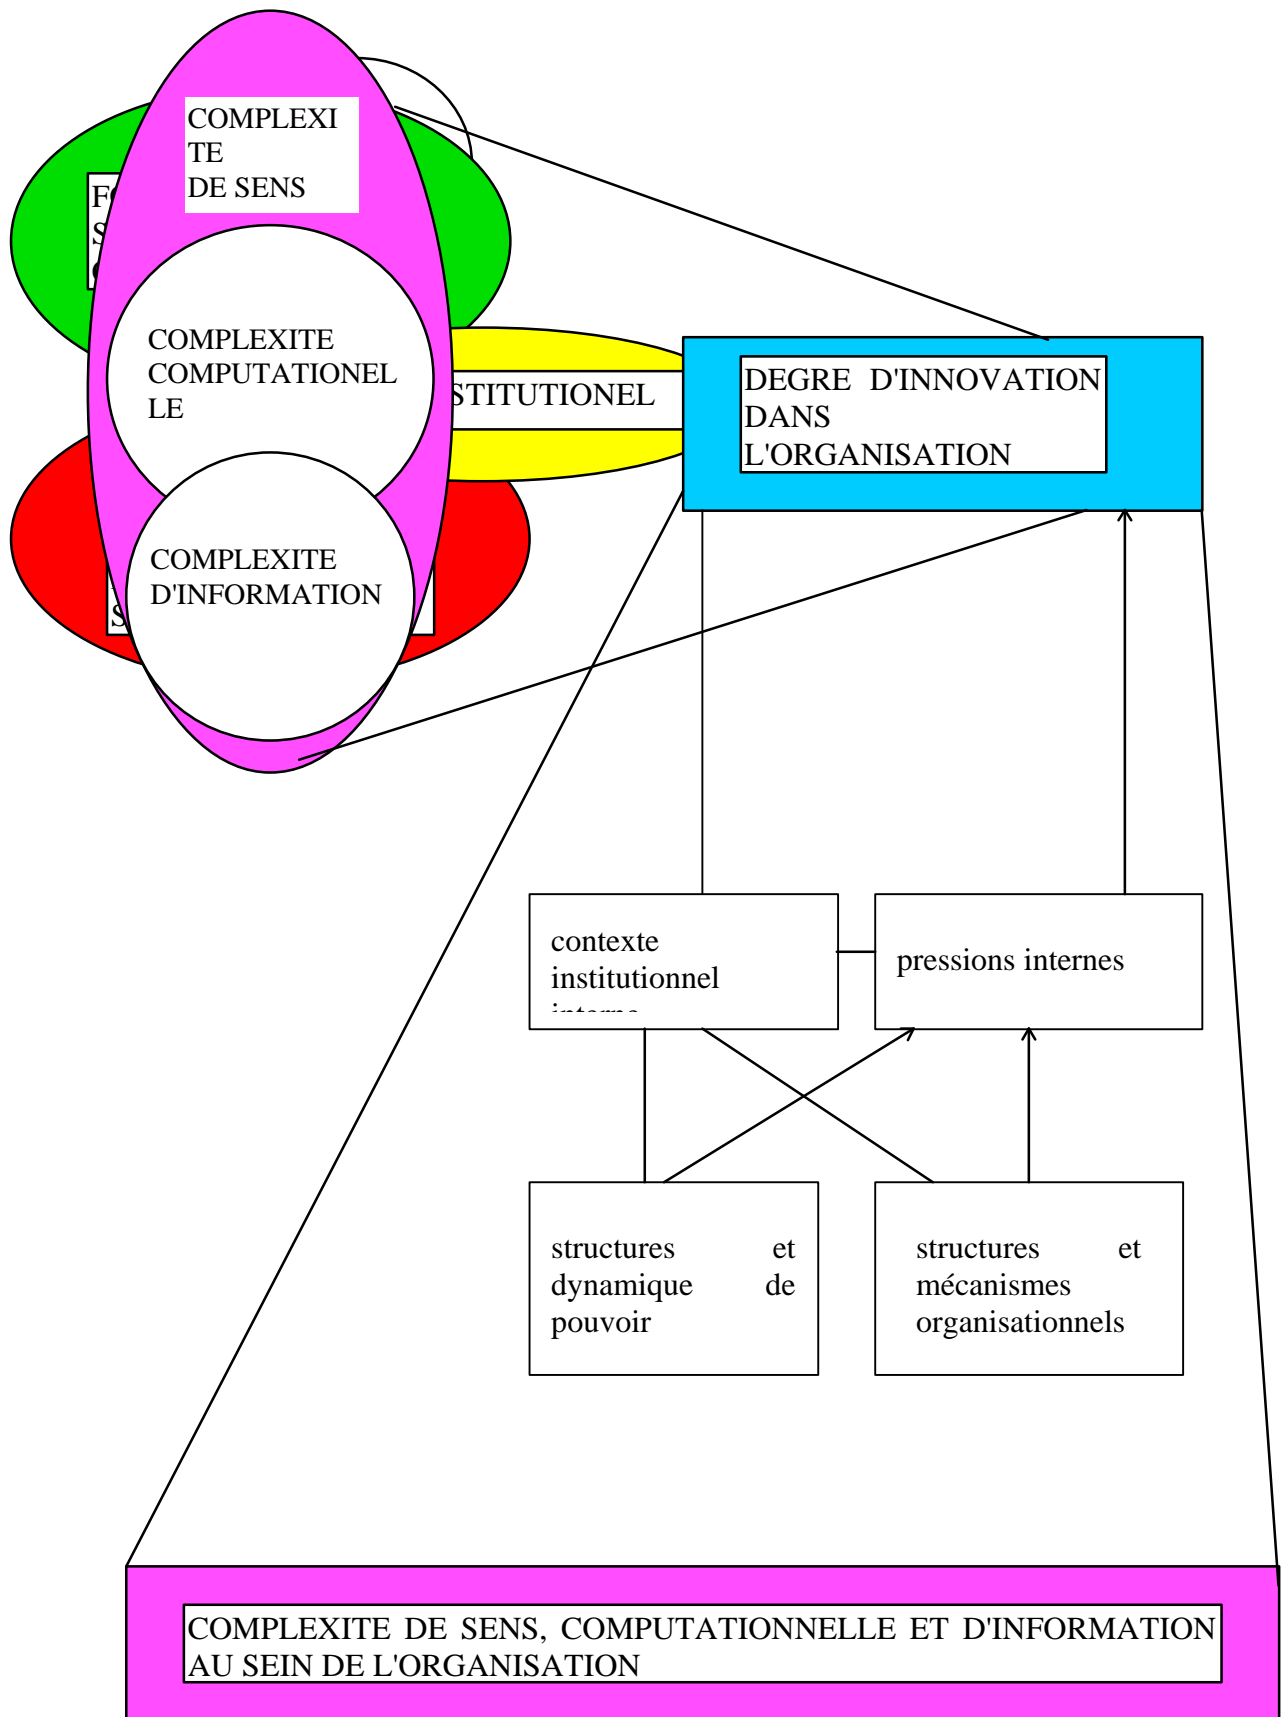 COMPLEXI
TE
DE SENS
COMPLEXITE
COMPUTATIONEL
LE
STITUTIONEL
DEGRE D'INNOVATION
DANS
L'ORGANISATION
COMPLEXITE
D'INFORMATION
contexte
institutionnel
pressions internes
structures et
dynamique de
pouvoir
structures et
mécanismes
organisationnels
COMPLEXITE DE SENS, COMPUTATIONNELLE ET D'INFORMATION
AU SEIN DE L'ORGANISATION